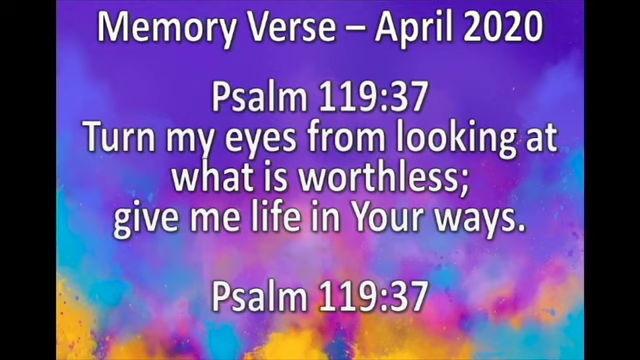 Memory Verse – April 2020
Psalm 119:37
Turn my eyes from looking at
what is worthless;
give me life in Your ways.
Psalm 119:37